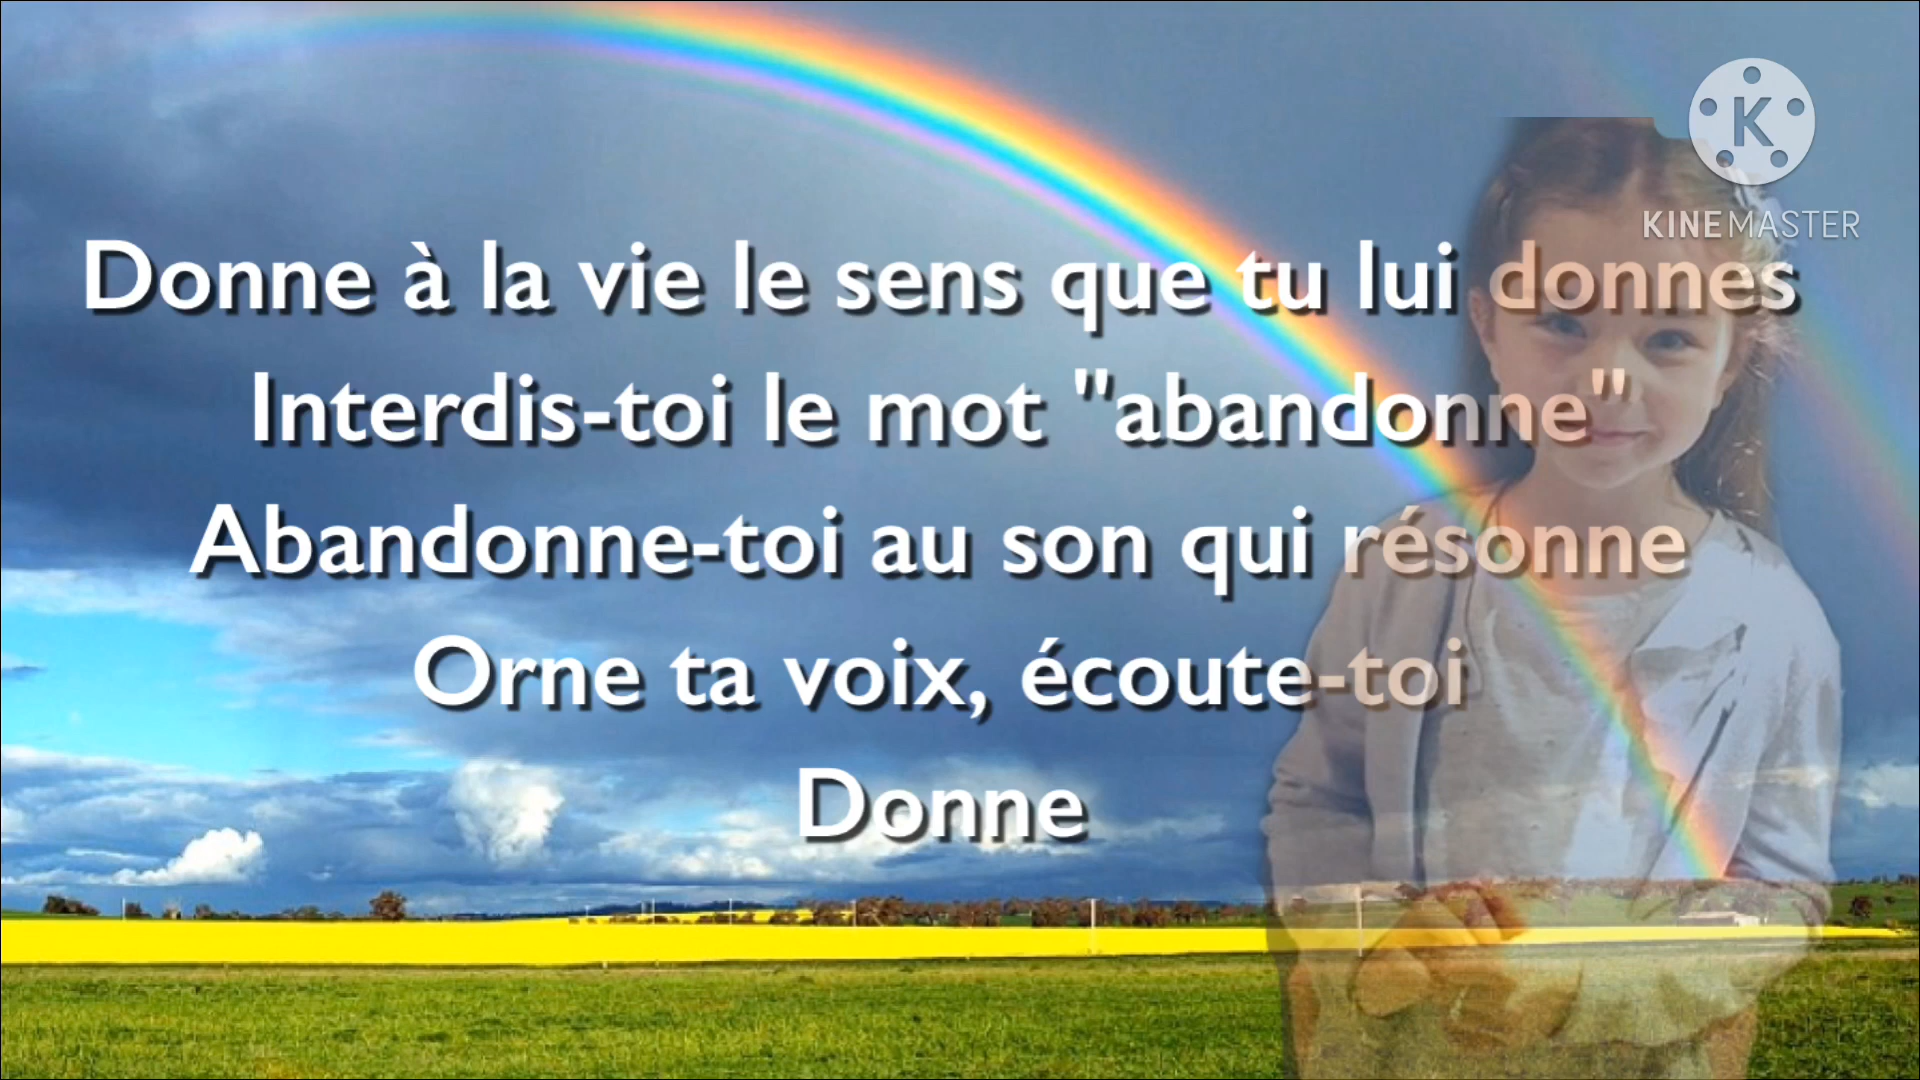 K
KINEMASTER
Donne à la vie le sens que tu lui donnes
Interdis-toi le mot "abandonne"
Abandonne-toi au son qui résonne
Orne ta voix, écoute-toi
Donne